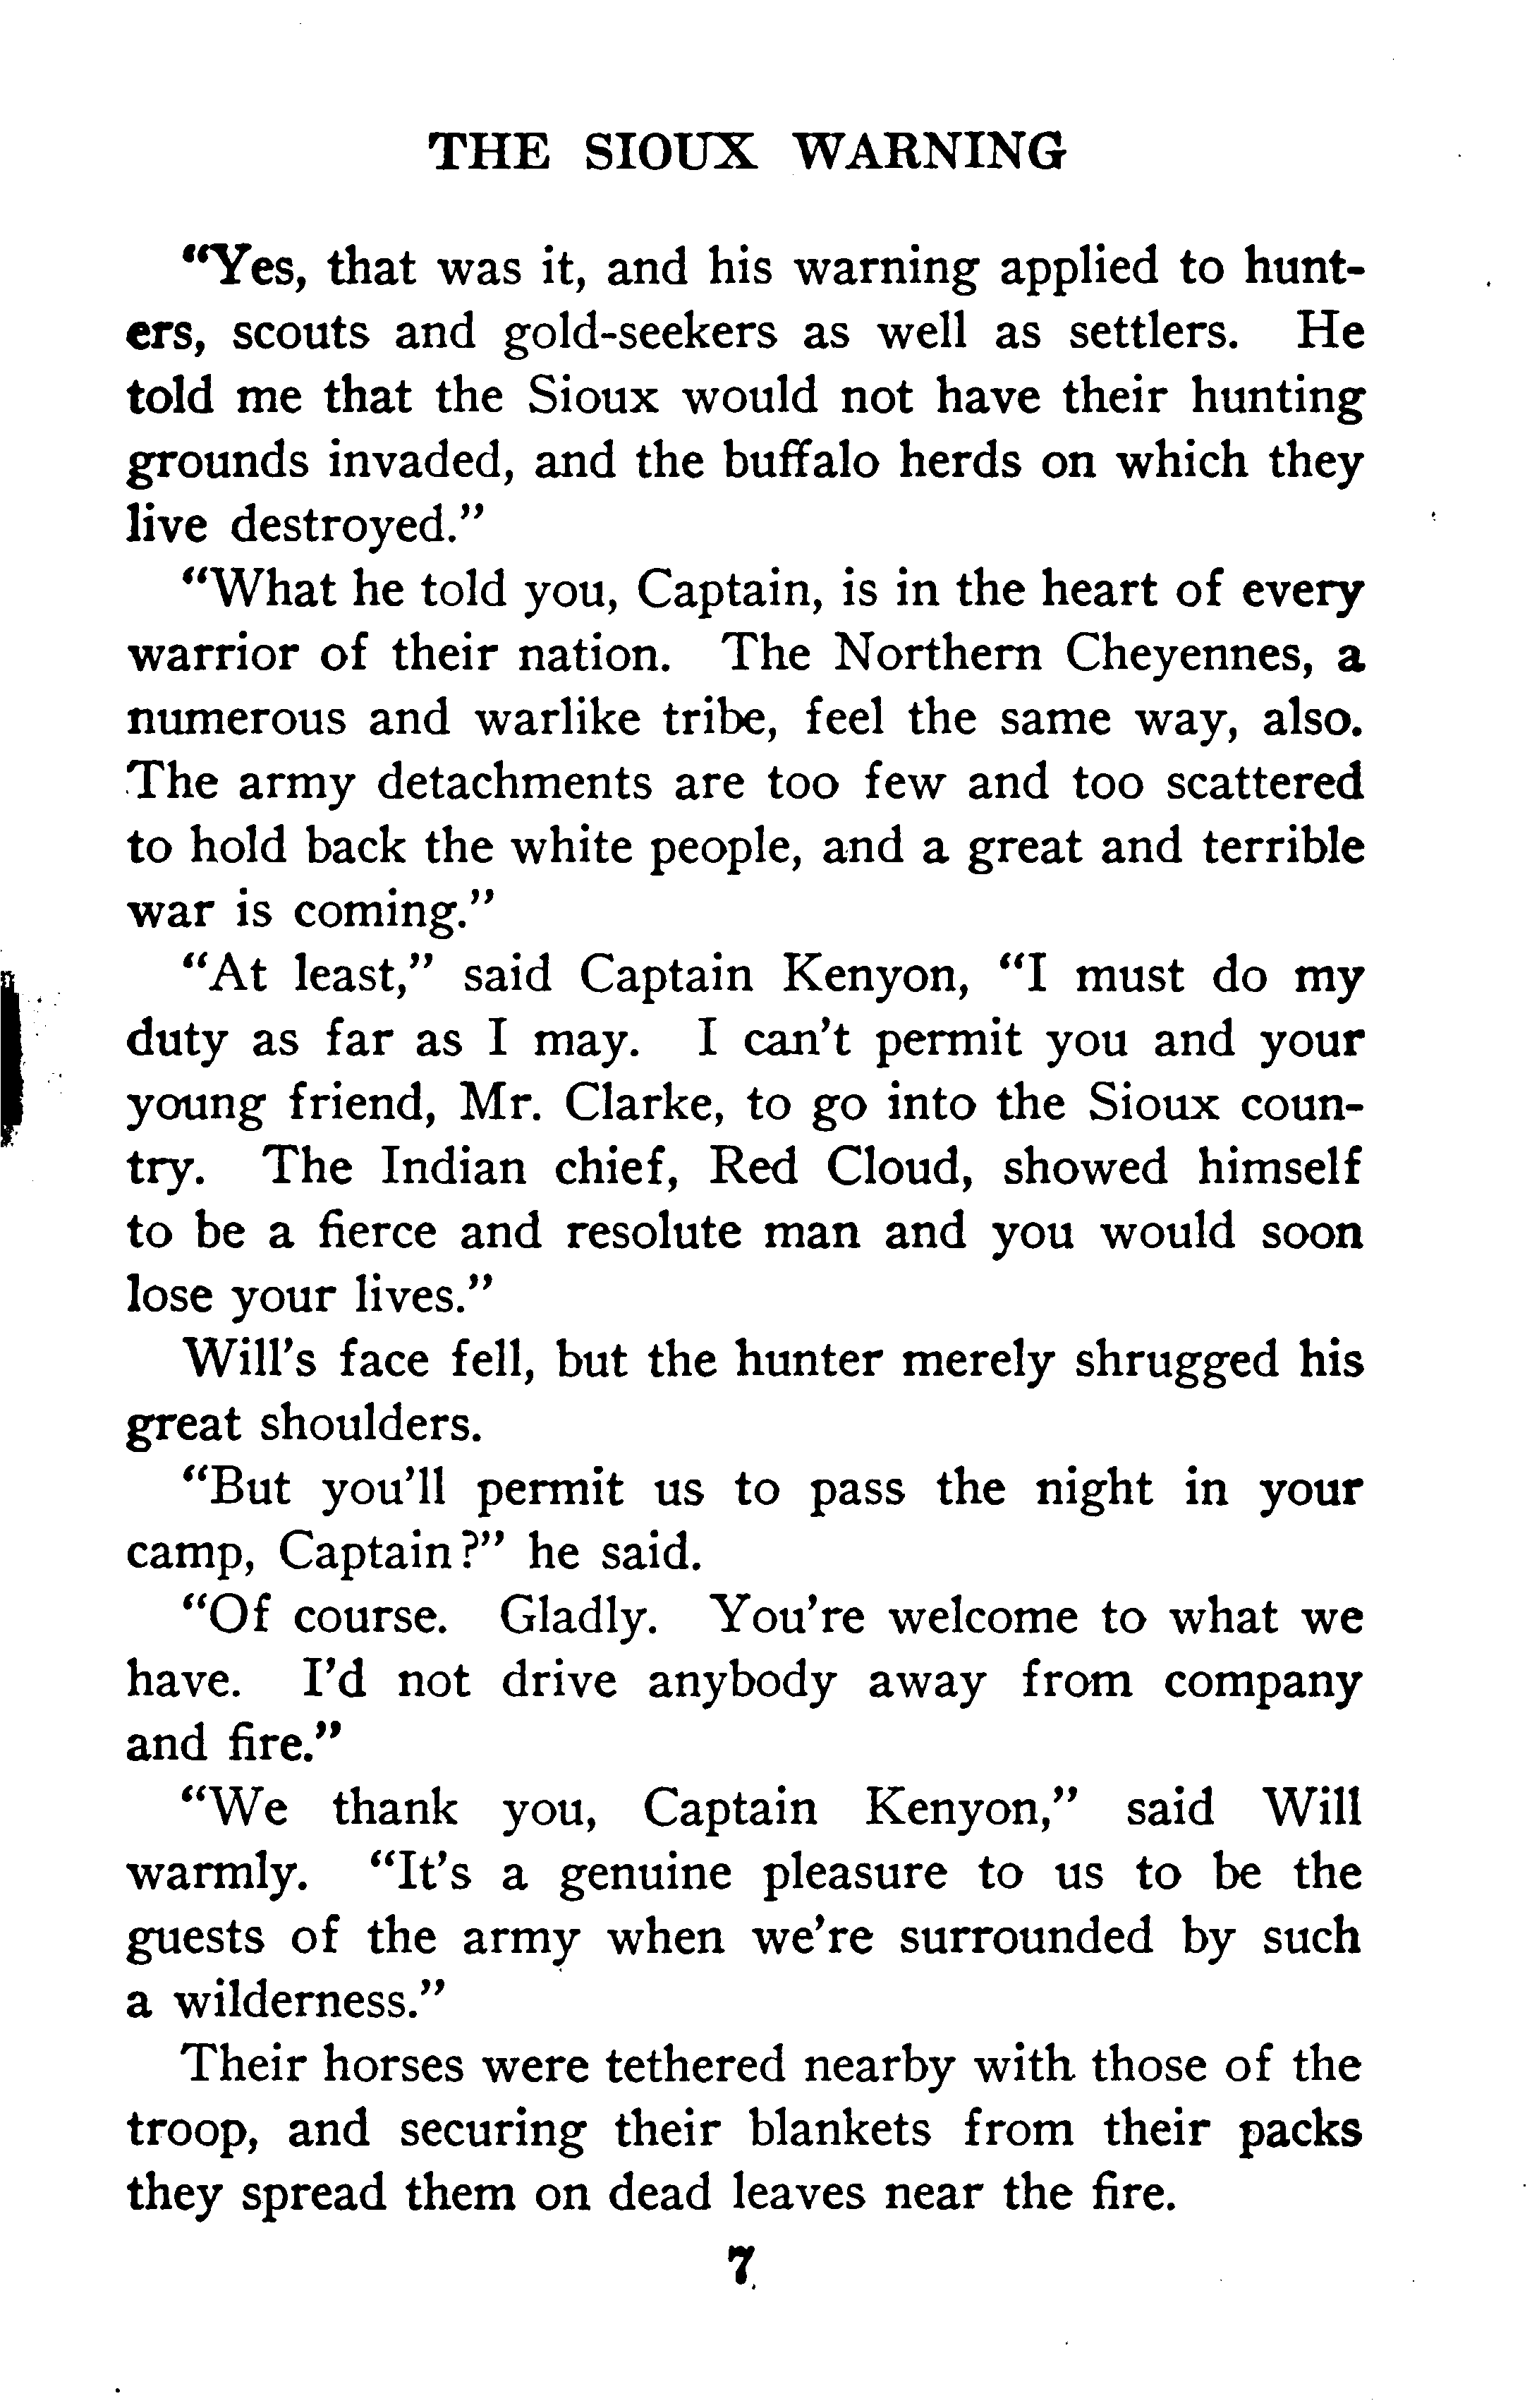 THE SIOUX WARNING
"Yes, that was it, and his warning applied to hunt-
ers, scouts and gold-seekers as well as settlers. He
told me that the Sioux would not have their hunting
grounds invaded, and the buffalo herds on which they
live destroyed."
"What he told you, Captain, is in the heart of every
warrior of their nation. The Northern Cheyennes, a
numerous and warlike tribe, feel the same way, also.
The army detachments are too few and too scattered
to hold back the white people, and a great and terrible
war is coming."
"At least," said Captain Kenyon, "I must do my
duty as far as I may. I can't permit you and your
young friend, Mr. Clarke, to go into the Sioux coun-
try. The Indian chief, Red Cloud, showed himself
to be a fierce and resolute man and you would soon
lose your lives."
Will's face fell, but the hunter merely shrugged his
great shoulders.
"But you'll permit us to pass the night in your
camp, Captain?" he said.
"Of course. Gladly. You're welcome to what we
have. I'd not drive anybody away from company
and fire."
"We thank you, Captain Kenyon," said Will
warmly. "It's a genuine pleasure to us to be the
guests of the army when we're surrounded by such
a wilderness."
Their horses were tethered nearby with those of the
troop, and securing their blankets from their packs
they spread them on dead leaves near the fire.
7